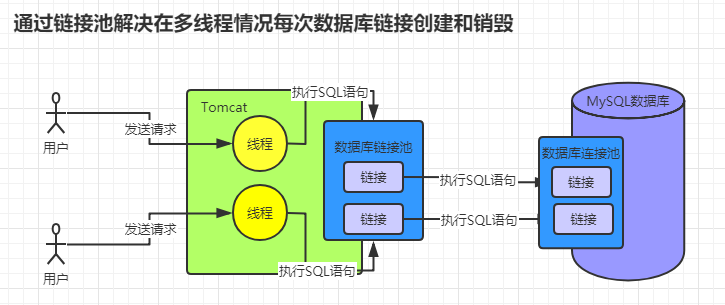 通过链接池解决在多线程情况每次数据库链接创建和销毁
执行SQL语句
Tomcat
MySQL数据库
发送请求
线程
用户
数据库链接池
数据库连接池
链接
执行SQL语句
链接
线程
链接
执行SQL语句
链接
发送请求
用户
执行SQL语句